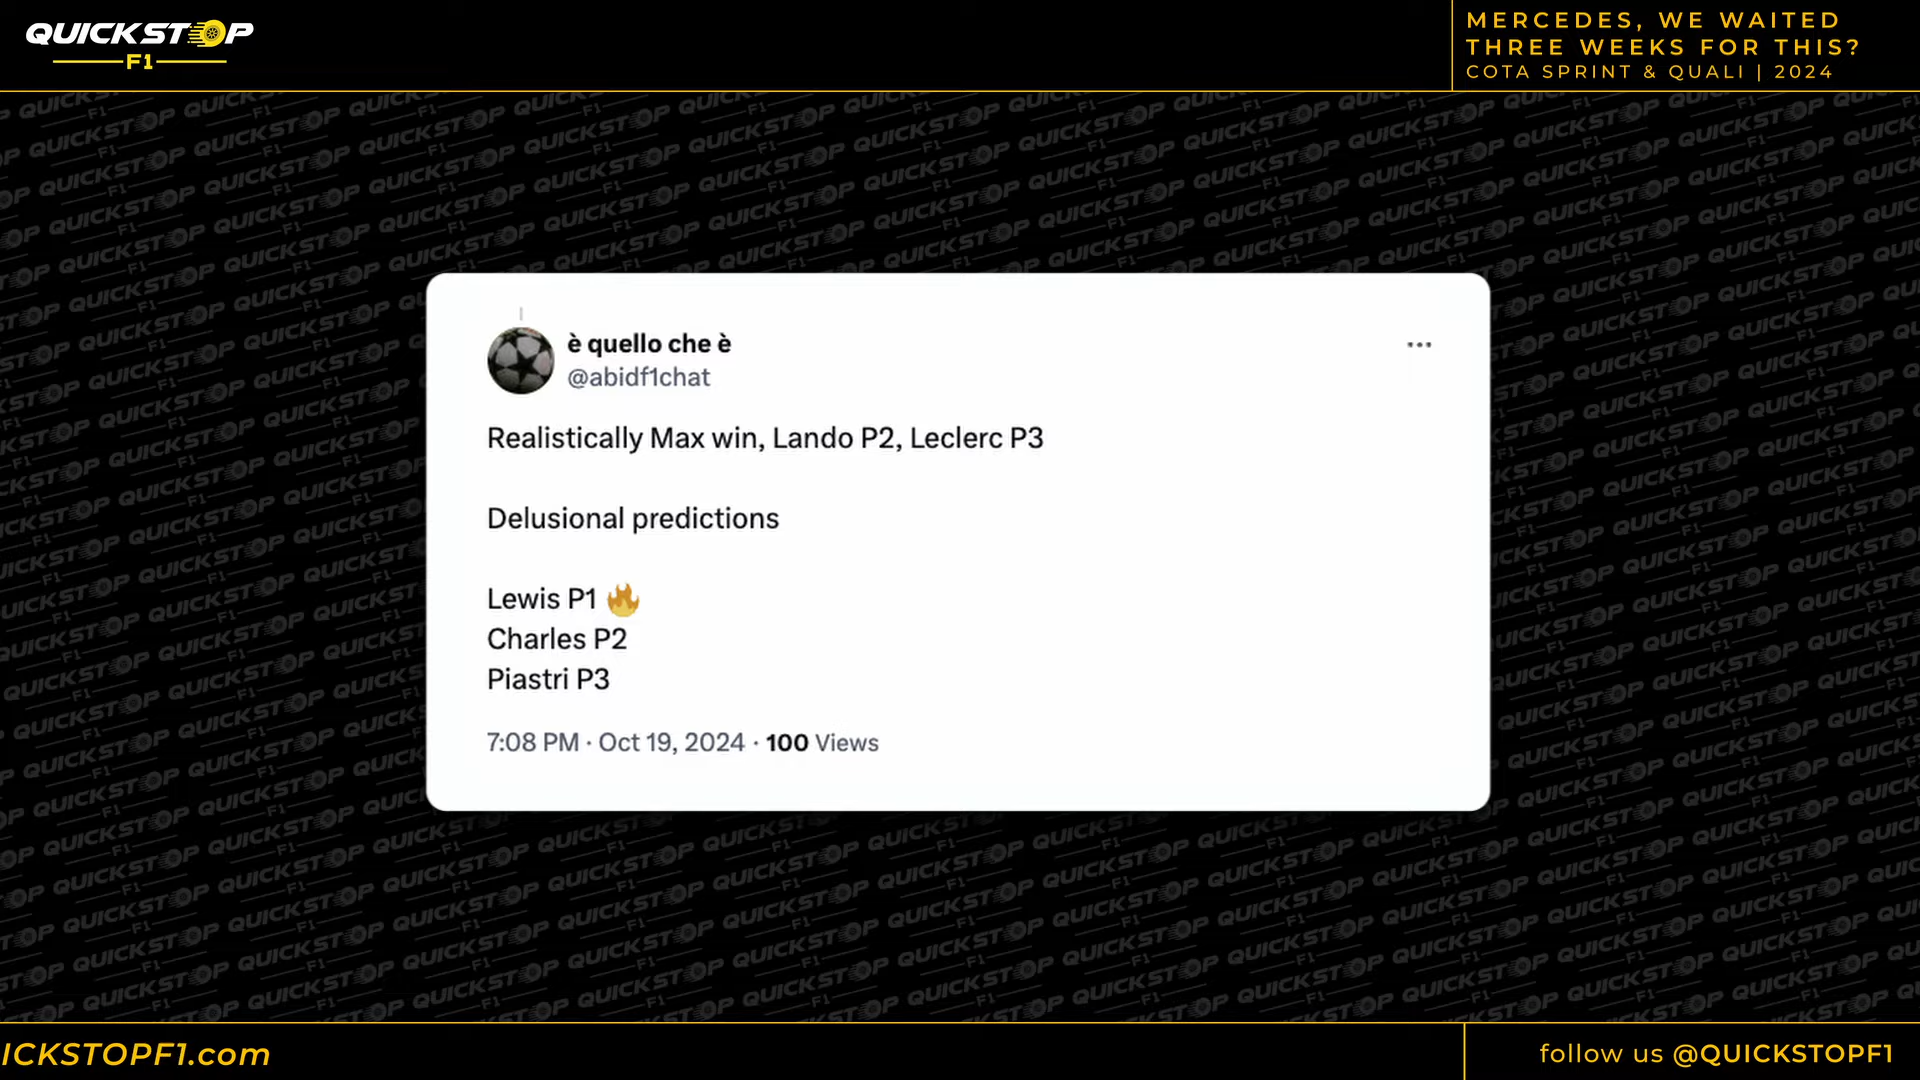 QUICKSTOP
F1
MERCEDES, WE WAITED
THREE WEEKS FOR THIS?
COTA SPRINT & QUALI | 2024
è quello che è
@abidf1chat
Realistically Max win, Lando P2, Leclerc P3
Delusional predictions
Lewis P1 🔥
Charles P2
Piastri P3
7:08 PM · Oct 19, 2024 · 100 Views
ICKSTOPF1.com
follow us @QUICKSTOPF1